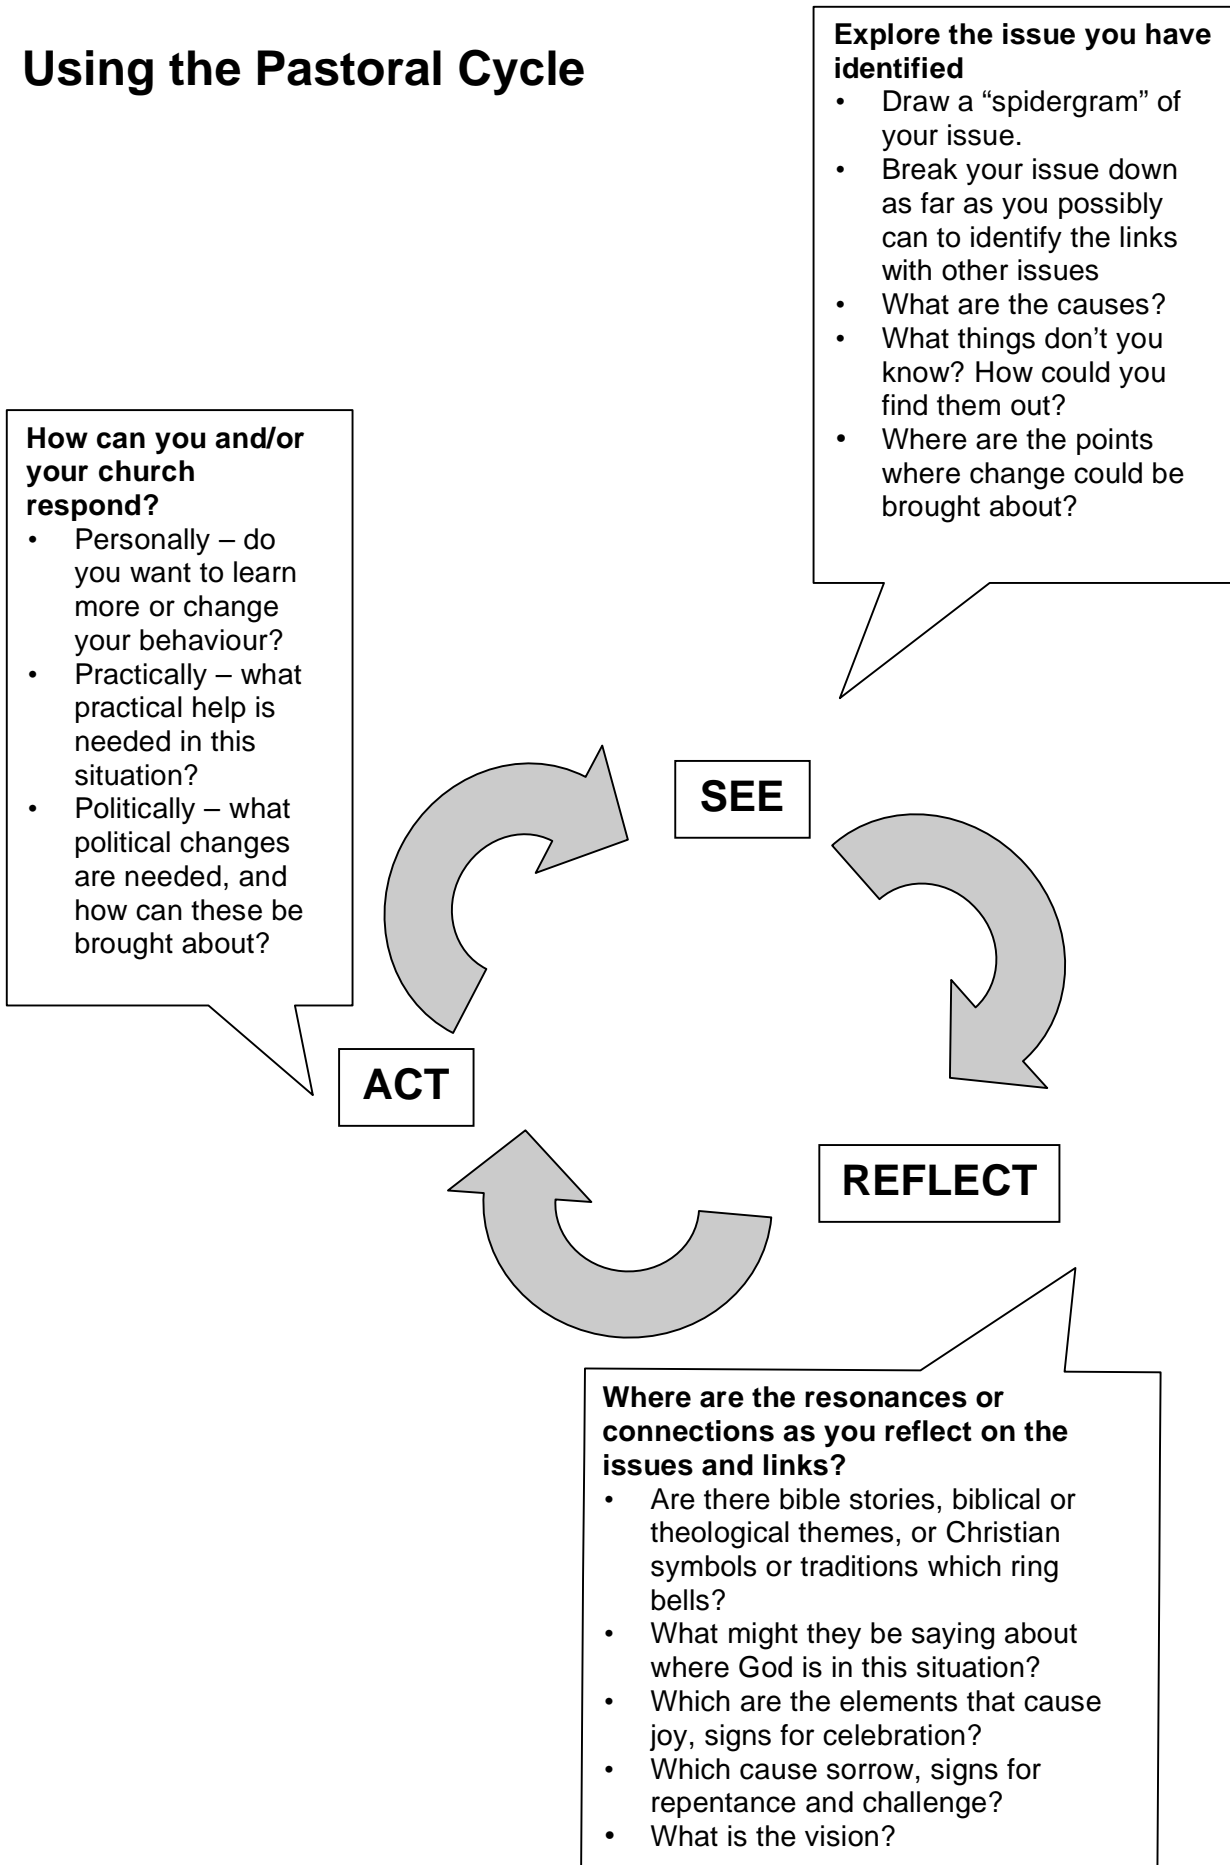 Using the Pastoral Cycle
Explore the issue you have
identified
• Draw a “spidergram” of
your issue.
• Break your issue down
as far as you possibly
can to identify the links
with other issues
• What are the causes?
• What things don’t you
know? How could you
find them out?
• Where are the points
where change could be
brought about?
How can you and/or
your church
respond?
• Personally – do
you want to learn
more or change
your behaviour?
• Practically – what
practical help is
needed in this
situation?
• Politically – what
political changes
are needed, and
how can these be
brought about?
SEE
ACT
REFLECT
Where are the resonances or
connections as you reflect on the
issues and links?
• Are there bible stories, biblical or
theological themes, or Christian
symbols or traditions which ring
bells?
• What might they be saying about
where God is in this situation?
• Which are the elements that cause
joy, signs for celebration?
• Which cause sorrow, signs for
repentance and challenge?
• What is the vision?